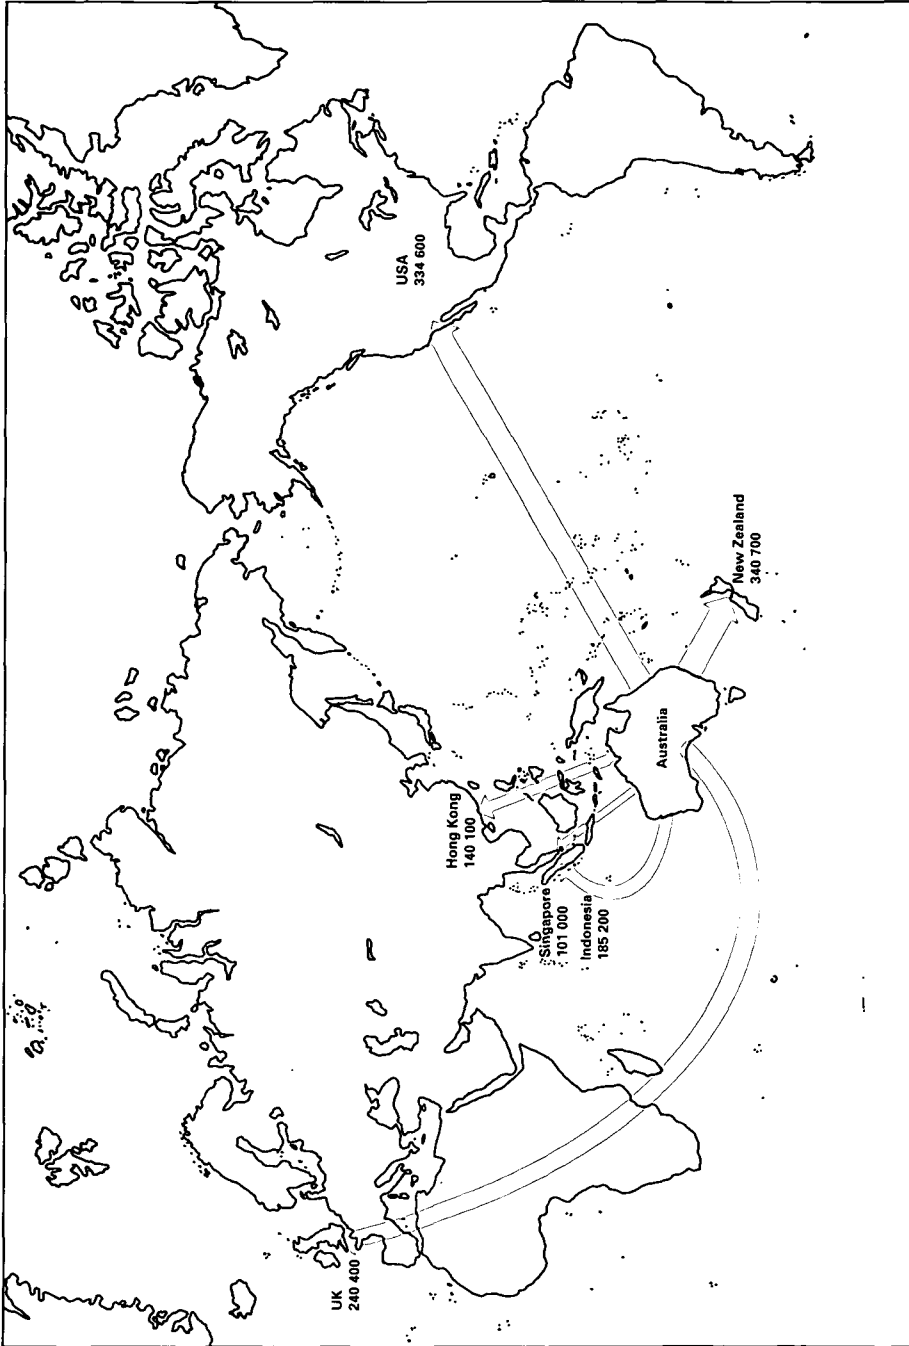 UK
240 400
Hong Kong
140 100
Singapore
101 000
Indonesia
185 200
Australia
New Zealand
340 700
USA
334 600